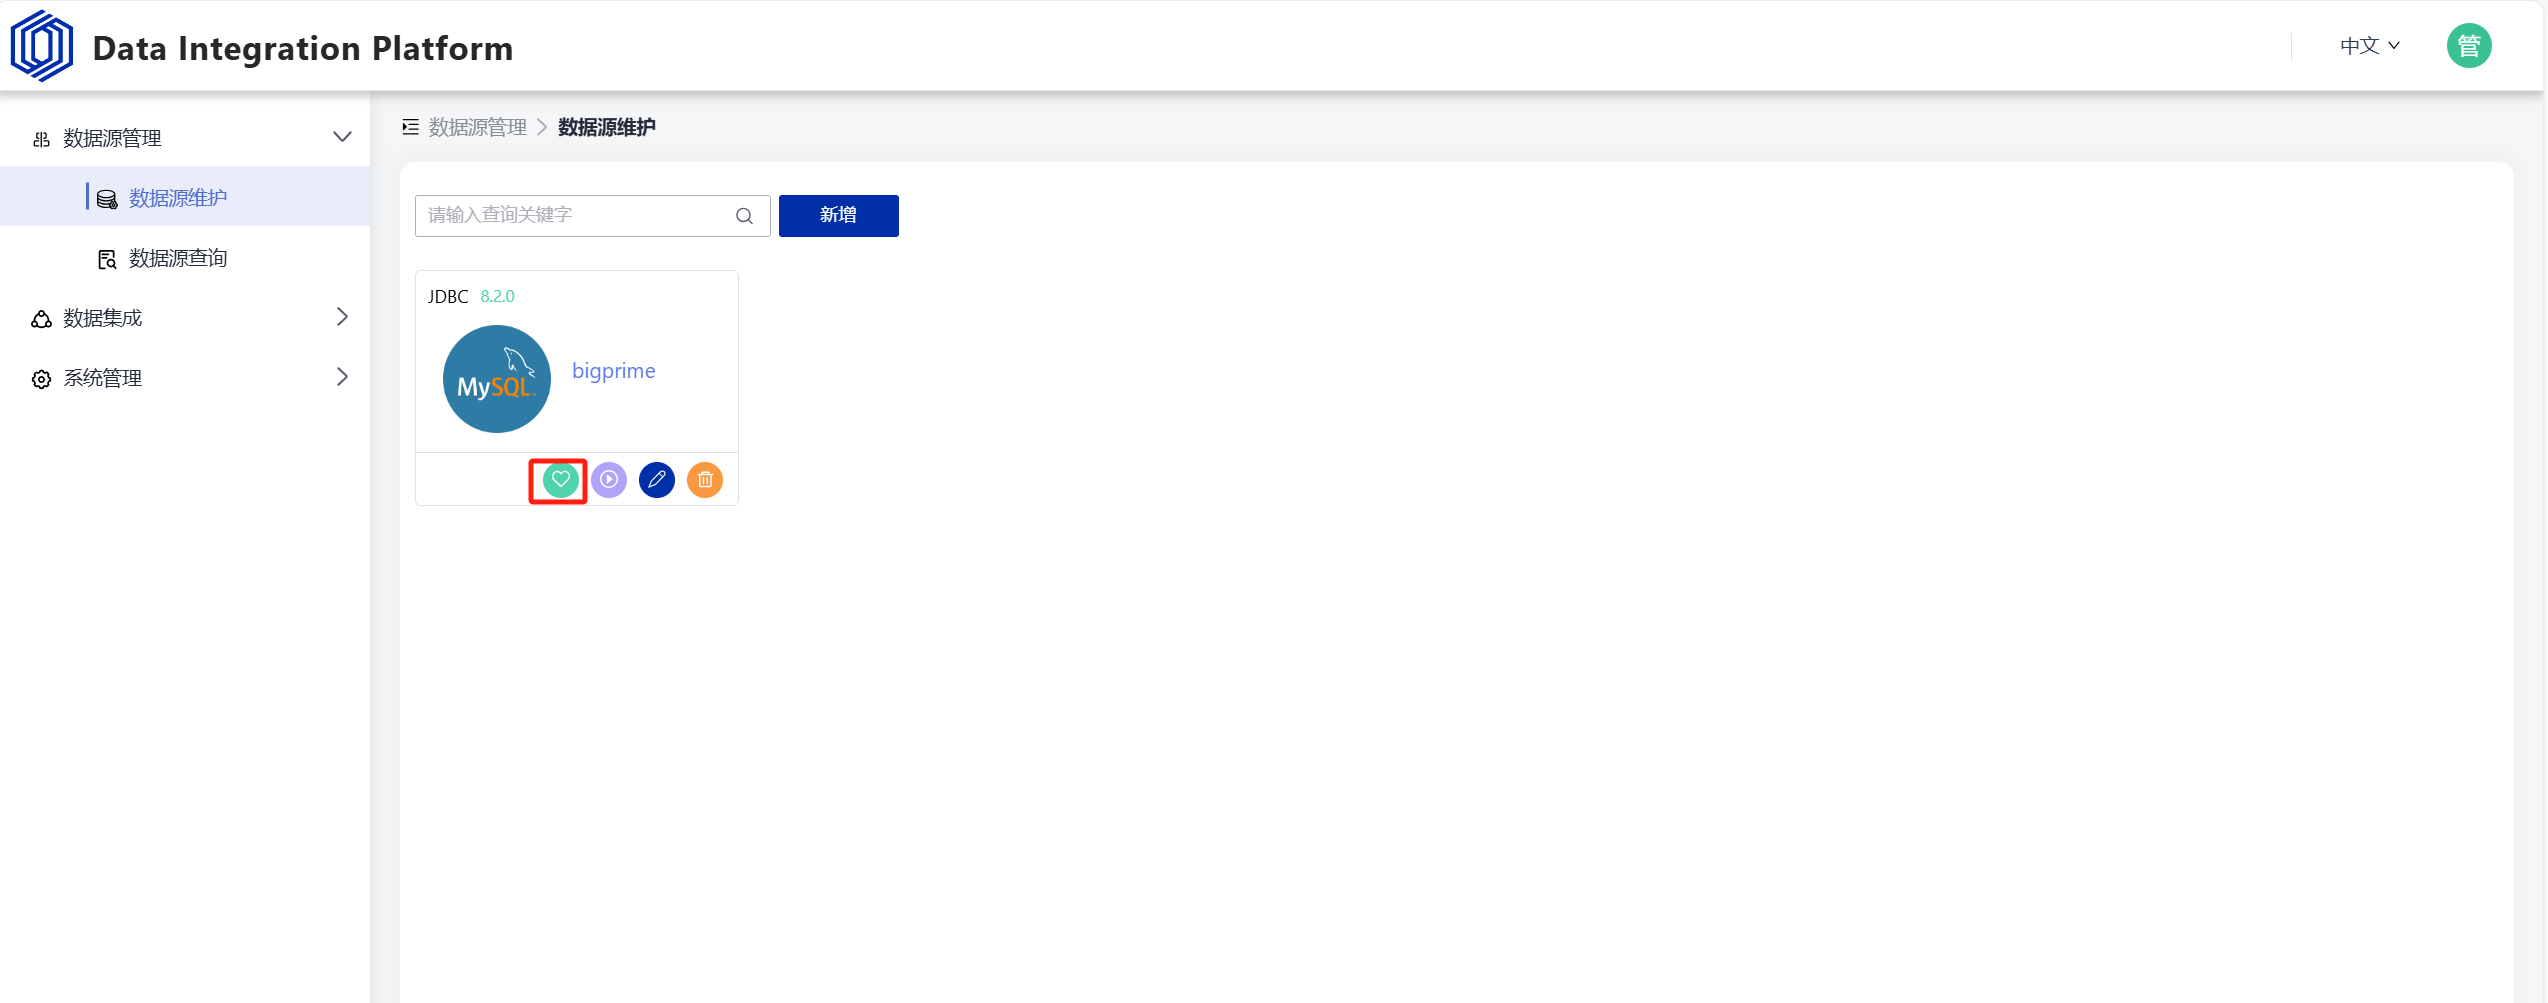 Data Integration Platform
中文
管
数据源管理
数据源维护
数据源查询
数据集成
系统管理
数据源管理 > 数据源维护
请输入查询关键字
新增
JDBC 8.2.0
MySQL
bigprime